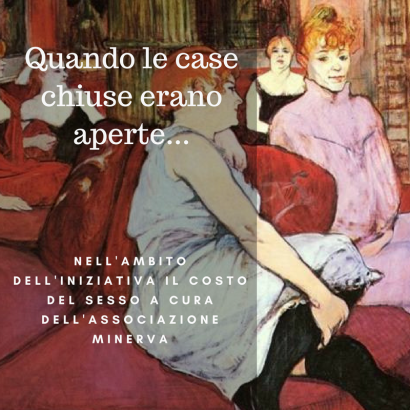 Quando le case
chiuse erano
aperte...
NELL'AMBITO
DELL'INIZIATIVA IL COSTO
DEL SESSO A CURA
DELL'ASSOCIAZIONE
MINERVA